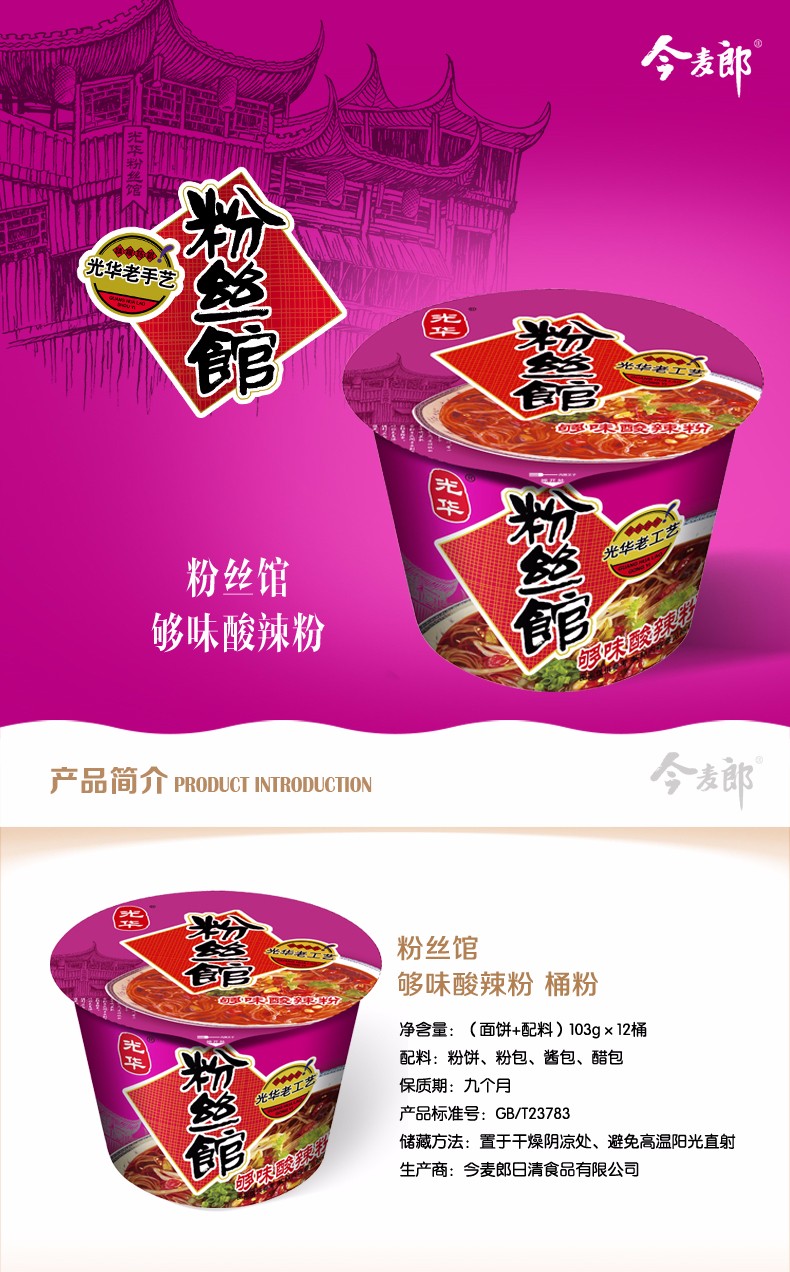 今麦郎
光华粉丝馆
粉丝馆
光华老手艺
光华
粉丝馆
光华老工艺
够味酸辣粉
光华
粉丝馆
光华老工艺
够味酸辣粉
粉丝馆
够味酸辣粉
产品简介 PRODUCT INTRODUCTION
今麦郎
光华
粉丝馆
光华老工艺
够味酸辣粉
光华
粉丝馆
光华老工艺
够味酸辣粉
粉丝馆
够味酸辣粉 桶粉
净含量：（面饼+配料）103g×12桶
配料：粉饼、粉包、酱包、醋包
保质期：九个月
产品标准号：GB/T23783
储藏方法：置于干燥阴凉处、避免高温阳光直射
生产商：今麦郎日清食品有限公司